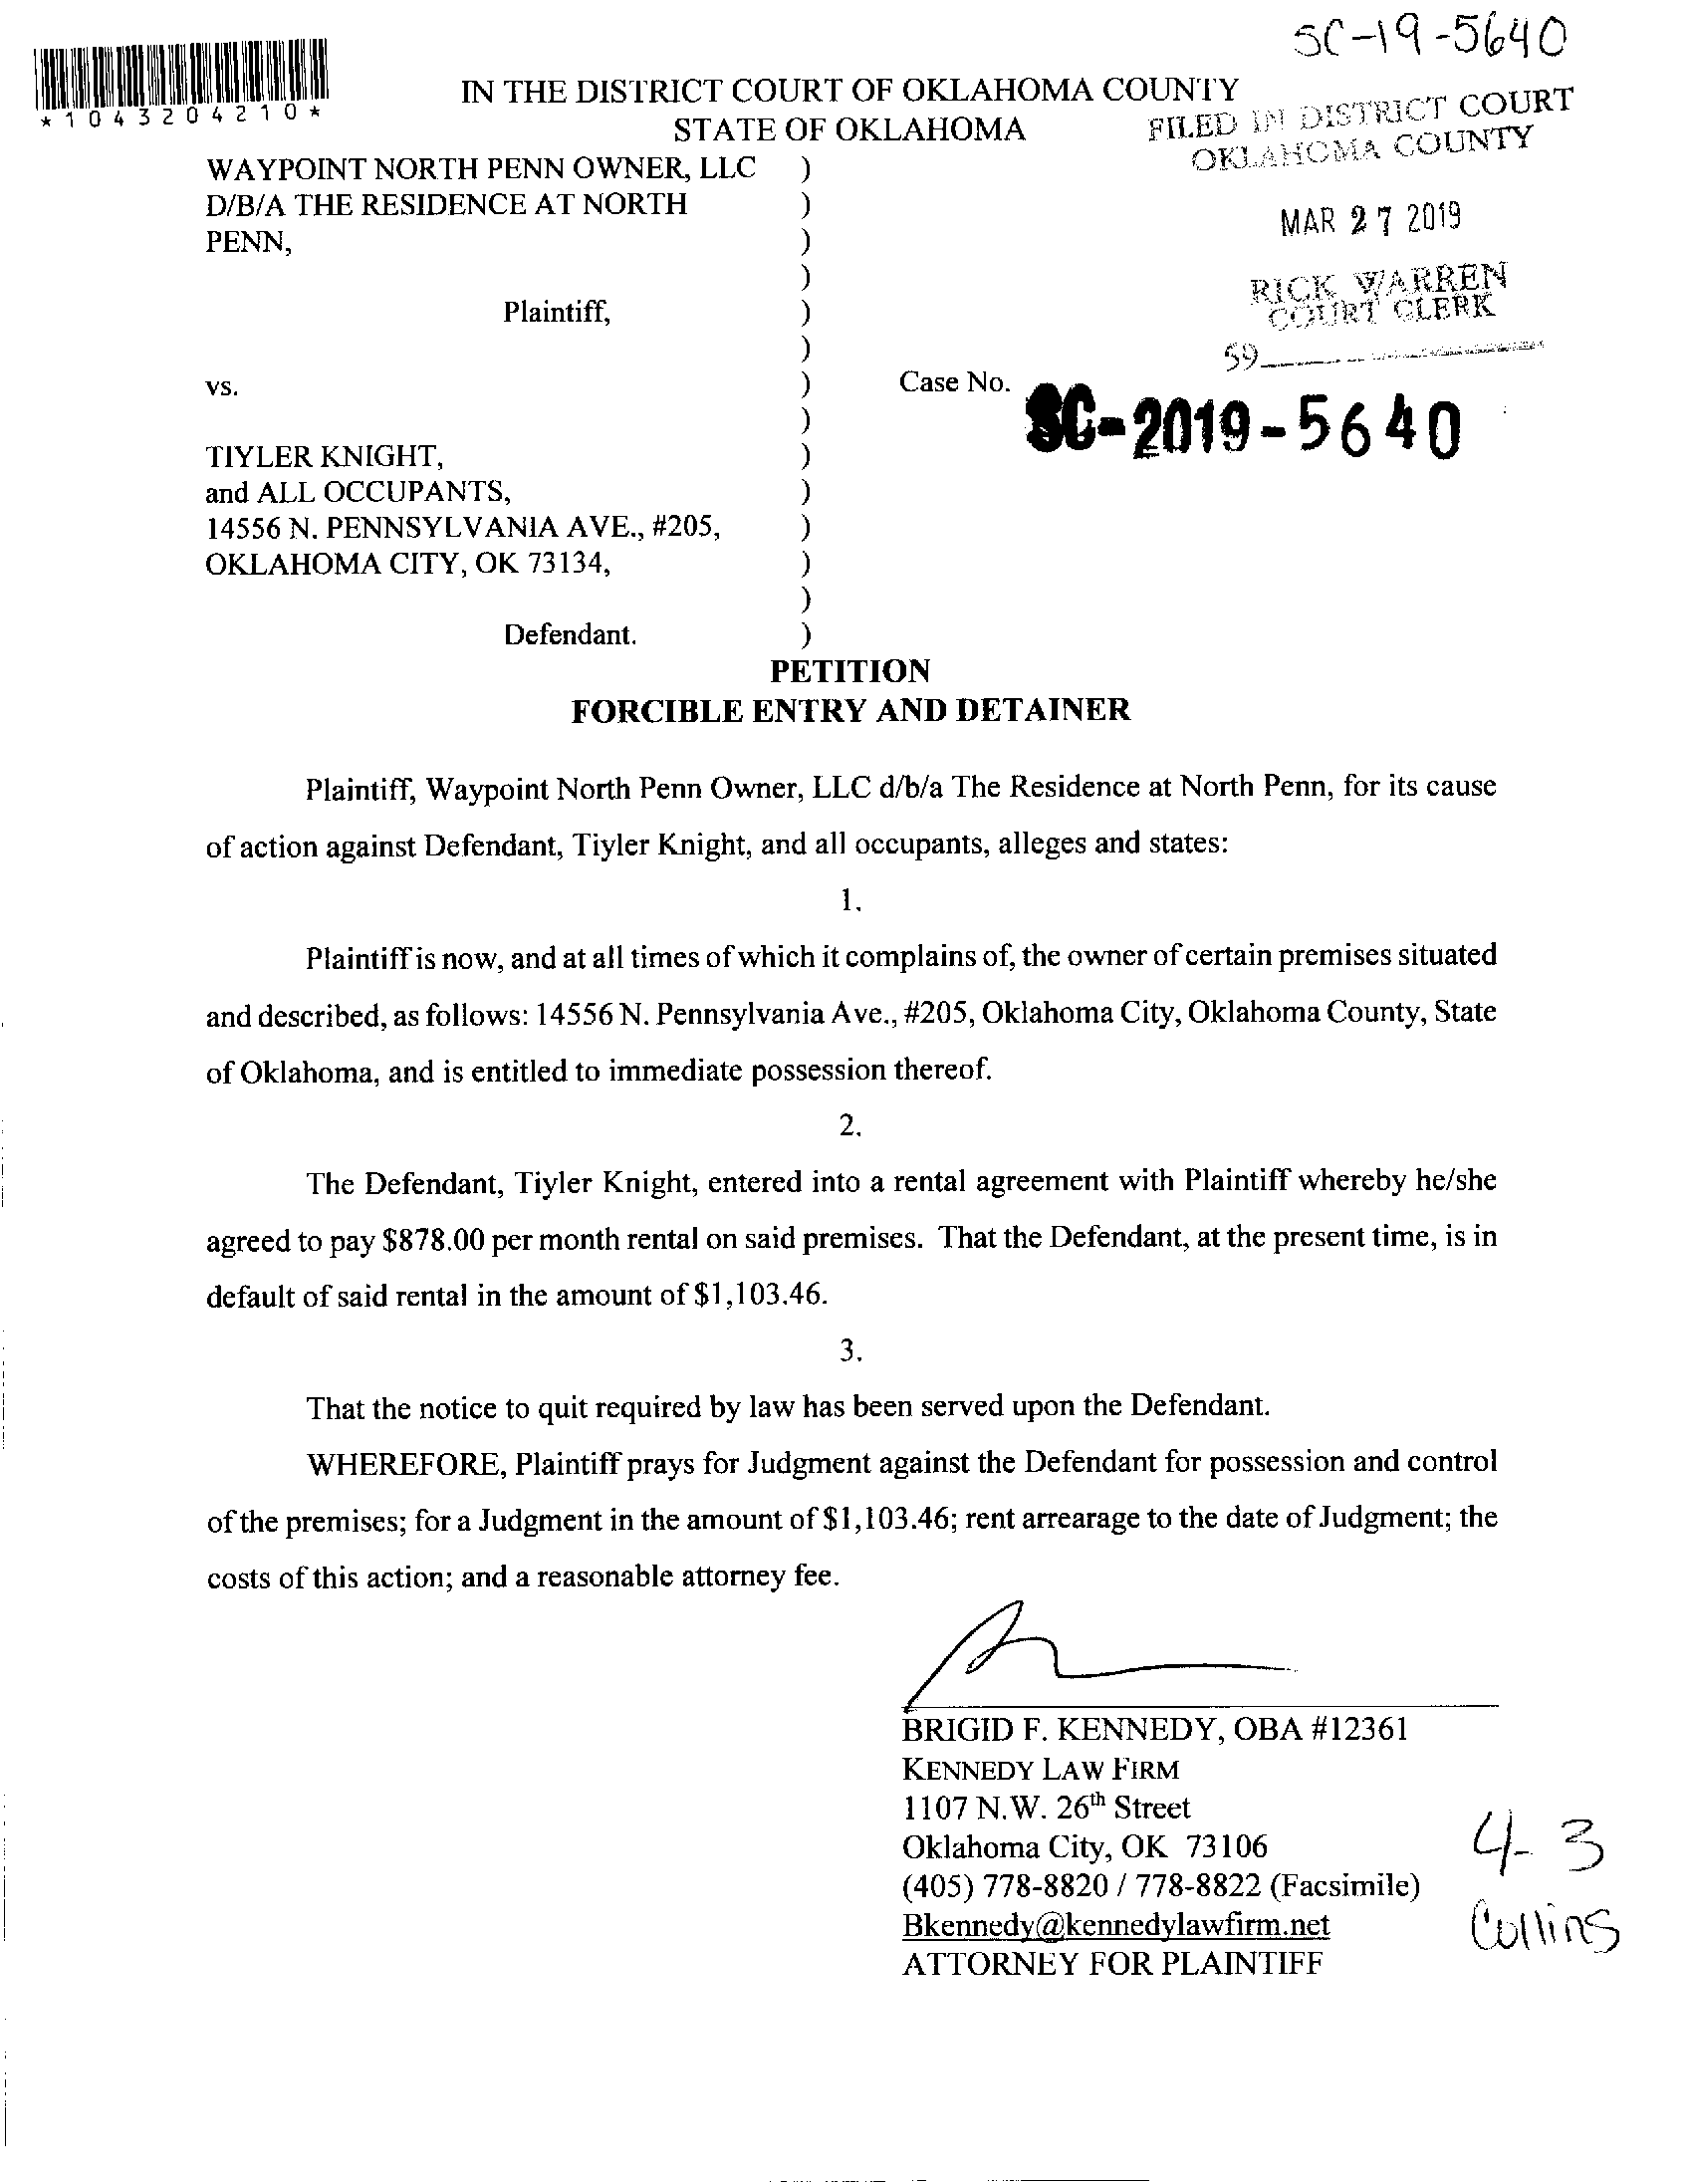 SC-19-5640
*1043204210*
IN THE DISTRICT COURT OF OKLAHOMA COUNTY
STATE OF OKLAHOMA
FILED IN DISTRICT COURT
OKLAHOMA COUNTY
MAR 27 2019
RICK WARREN
COURT CLERK
59
WAYPOINT NORTH PENN OWNER, LLC )
D/B/A THE RESIDENCE AT NORTH )
PENN, )
)
Plaintiff, )
)
vs. ) Case No. SC-2019-5640
)
TIYLER KNIGHT, )
and ALL OCCUPANTS, )
14556 N. PENNSYLVANIA AVE., #205, )
OKLAHOMA CITY, OK 73134, )
)
Defendant. )
PETITION
FORCIBLE ENTRY AND DETAINER
Plaintiff, Waypoint North Penn Owner, LLC d/b/a The Residence at North Penn, for its cause
of action against Defendant, Tiyler Knight, and all occupants, alleges and states:
1.
Plaintiff is now, and at all times of which it complains of, the owner of certain premises situated
and described, as follows: 14556 N. Pennsylvania Ave., #205, Oklahoma City, Oklahoma County, State
of Oklahoma, and is entitled to immediate possession thereof.
2.
The Defendant, Tiyler Knight, entered into a rental agreement with Plaintiff whereby he/she
agreed to pay $878.00 per month rental on said premises. That the Defendant, at the present time, is in
default of said rental in the amount of $1,103.46.
3.
That the notice to quit required by law has been served upon the Defendant.
WHEREFORE, Plaintiff prays for Judgment against the Defendant for possession and control
of the premises; for a Judgment in the amount of $1,103.46; rent arrearage to the date of Judgment; the
costs of this action; and a reasonable attorney fee.
BRIGID F. KENNEDY, OBA #12361
KENNEDY LAW FIRM
1107 N.W. 26th Street
Oklahoma City, OK 73106
(405) 778-8820 / 778-8822 (Facsimile)
Bkennedy@kennedylawfirm.net
ATTORNEY FOR PLAINTIFF
4-3
Collins